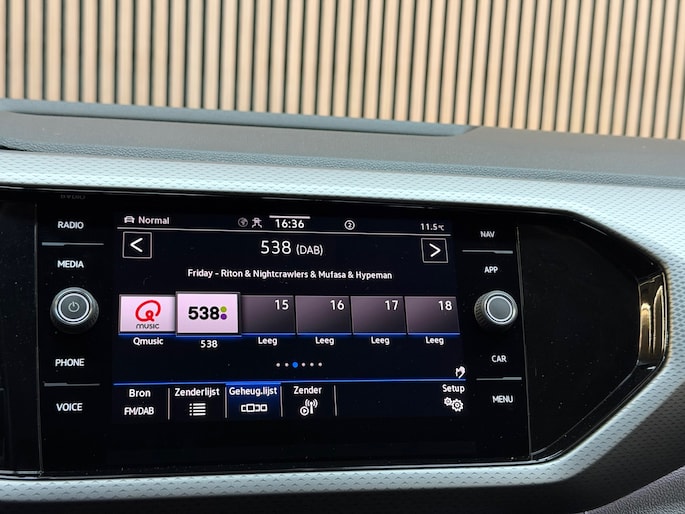 RADIO
MEDIA
PHONE
VOICE
Normal
16:36
2
11.5°C
538 (DAB)
Friday - Riton & Nightcrawlers & Mufasa & Hypeman
Q
MUSIC
538
15
16
17
18
Qmusic
538
Leeg
Leeg
Leeg
Leeg
Bron
FM/DAB
Zenderlijst
Geheug.lijst
Zender
Setup
NAV
APP
CAR
MENU